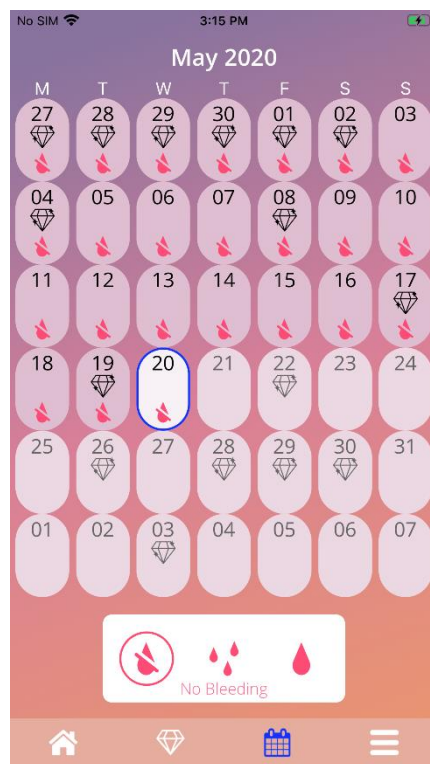 No SIM 3:15 PM
May 2020
M T W T F S S
27 28 29 30 01 02 03
04 05 06 07 08 09 10
11 12 13 14 15 16 17
18 19 20 21 22 23 24
25 26 27 28 29 30 31
01 02 03 04 05 06 07
No Bleeding